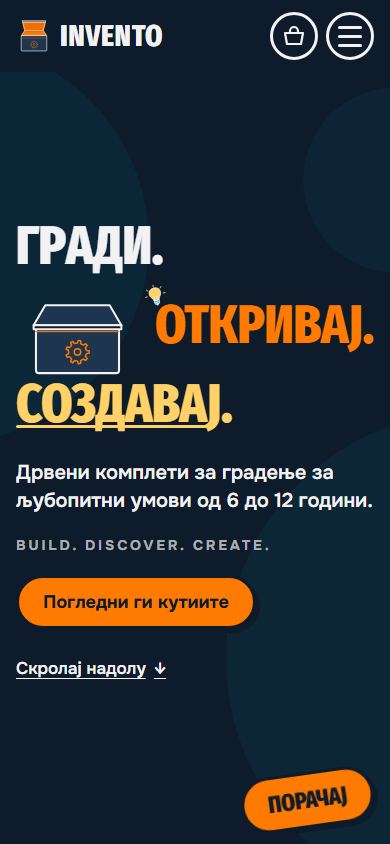 INVENTO
ГРАДИ.
ОТКРИВАЈ.
СОЗДАВАЈ.
Дрвени комплети за градење за
љубопитни умови од 6 до 12 години.
BUILD. DISCOVER. CREATE.
Погледни ги кутиите
Скролај надолу ↓
ПОРАЧАЈ